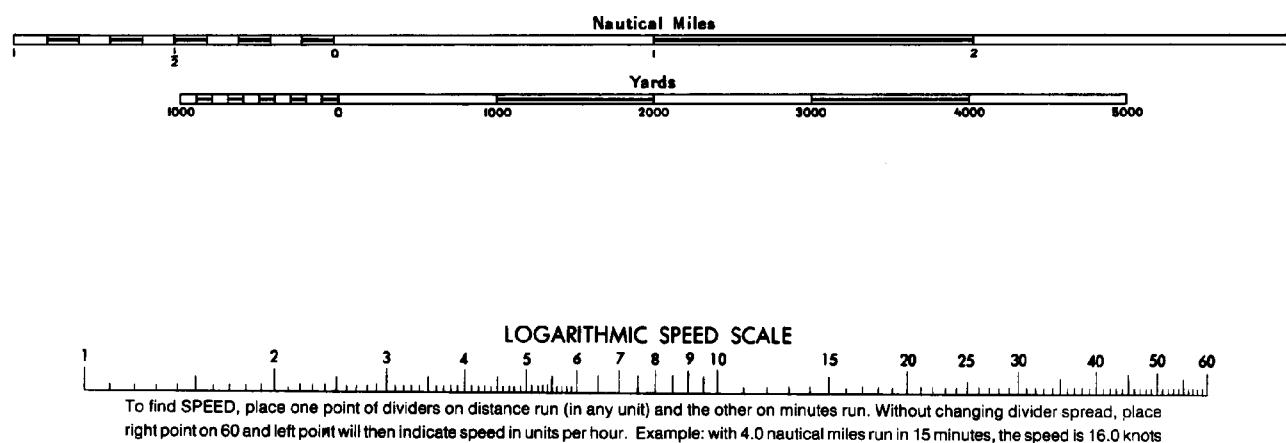 Nautical Miles
1 1/2 0 1 2
Yards
1000 0 1000 2000 3000 4000 5000
LOGARITHMIC SPEED SCALE
1 2 3 4 5 6 7 8 9 10 15 20 25 30 40 50 60
To find SPEED, place one point of dividers on distance run (in any unit) and the other on minutes run. Without changing divider spread, place
right point on 60 and left point will then indicate speed in units per hour. Example: with 4.0 nautical miles run in 15 minutes, the speed is 16.0 knots